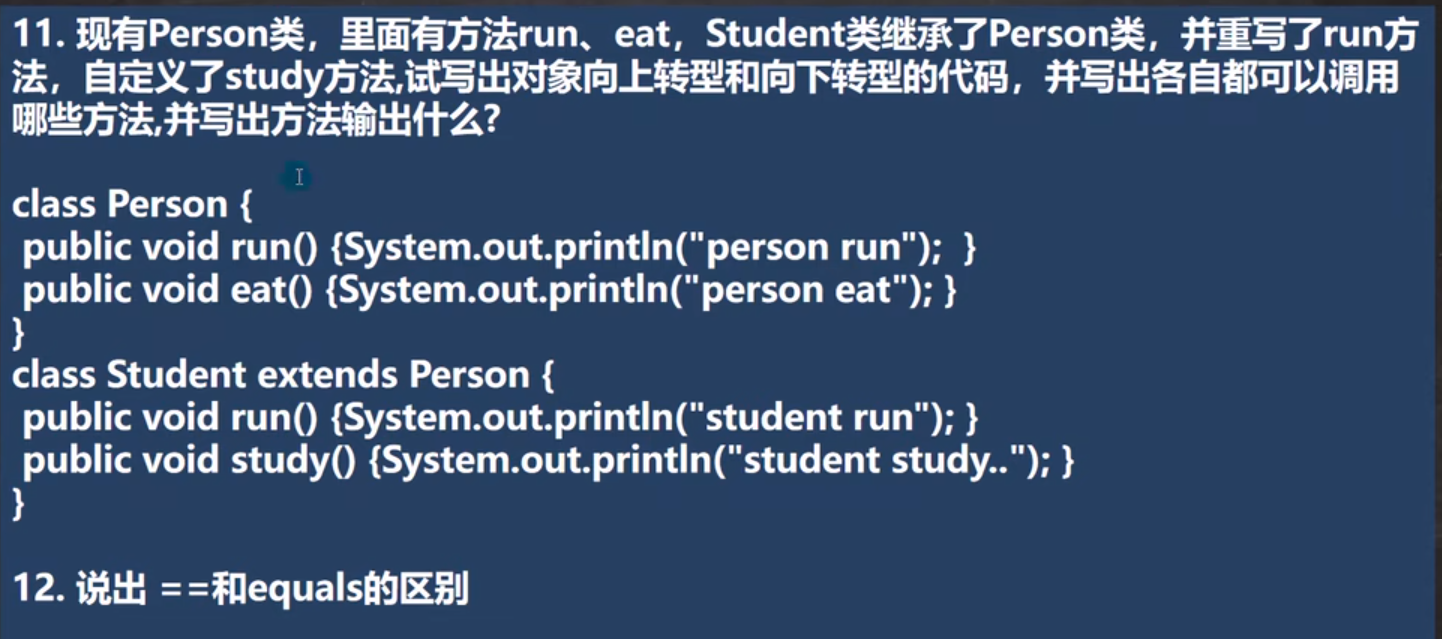 11. 现有Person类，里面有方法run、eat，Student类继承了Person类，并重写了run方
法，自定义了study方法,试写出对象向上转型和向下转型的代码，并写出各自都可以调用
哪些方法,并写出方法输出什么?
class Person {
public void run() {System.out.println("person run");  }
public void eat() {System.out.println("person eat"); }
}
class Student extends Person {
public void run() {System.out.println("student run"); }
public void study() {System.out.println("student study.."); }
}
12. 说出 ==和equals的区别